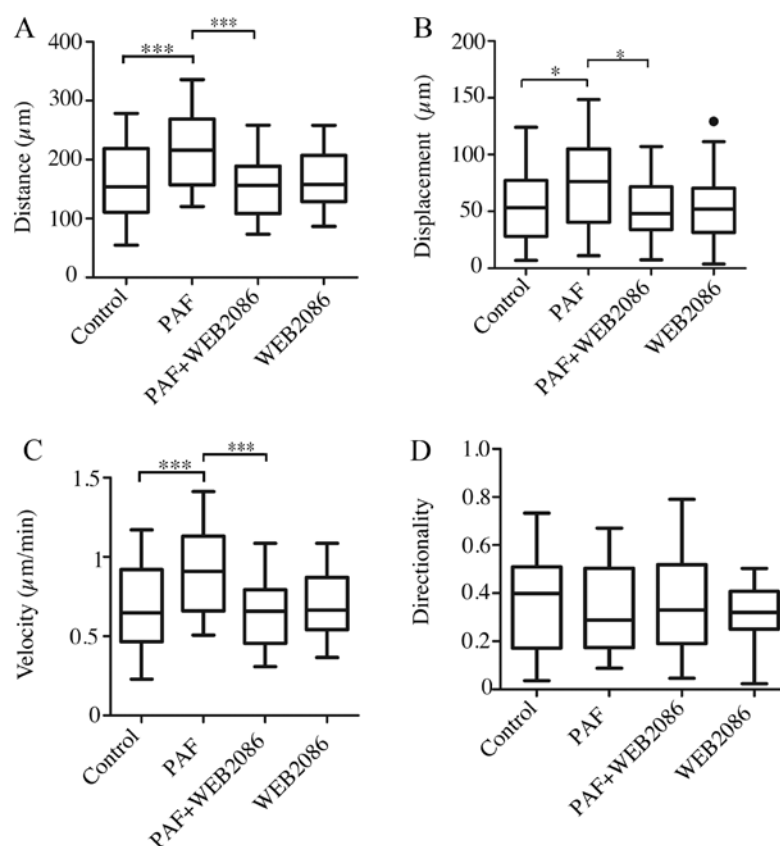 A
Distance (µm)
400
300
200
100
0
***
***
Control
PAF
PAF+WEB2086
WEB2086
B
Displacement (µm)
200
150
100
50
0
*
*
Control
PAF
PAF+WEB2086
WEB2086
C
Velocity (µm/min)
1.5
1
0.5
0
***
***
Control
PAF
PAF+WEB2086
WEB2086
D
Directionality
1.0
0.8
0.6
0.4
0.2
0
Control
PAF
PAF+WEB2086
WEB2086